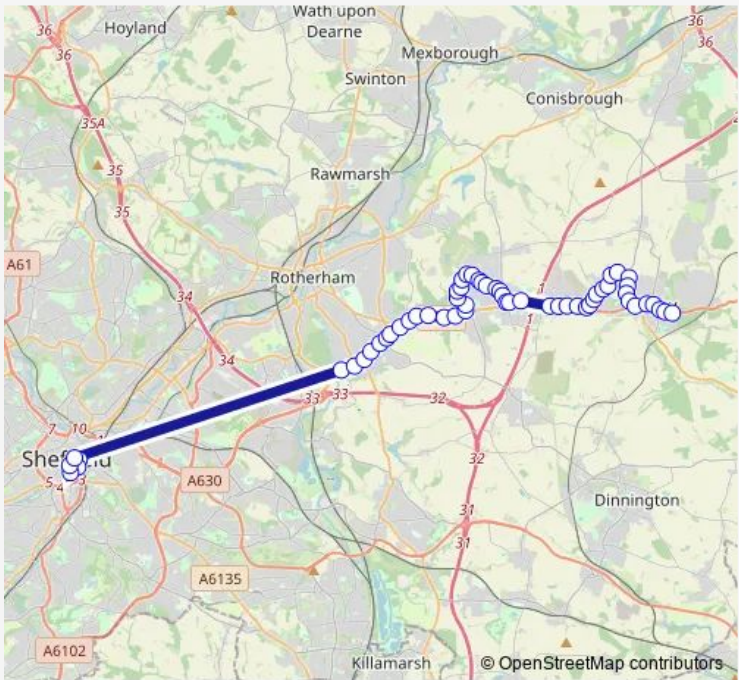 Wath upon
Dearne
36
Hoyland
36
36
36
Mexborough
Swinton
Conisbrough
35A
35
Rawmarsh
35
A61
Rotherham
34
1
1
34
33
33
32
7
10
Sheffield
5
4
3
32
A630
Dinnington
31
31
A6135
A6102
Killamarsh
© OpenStreetMap contributors